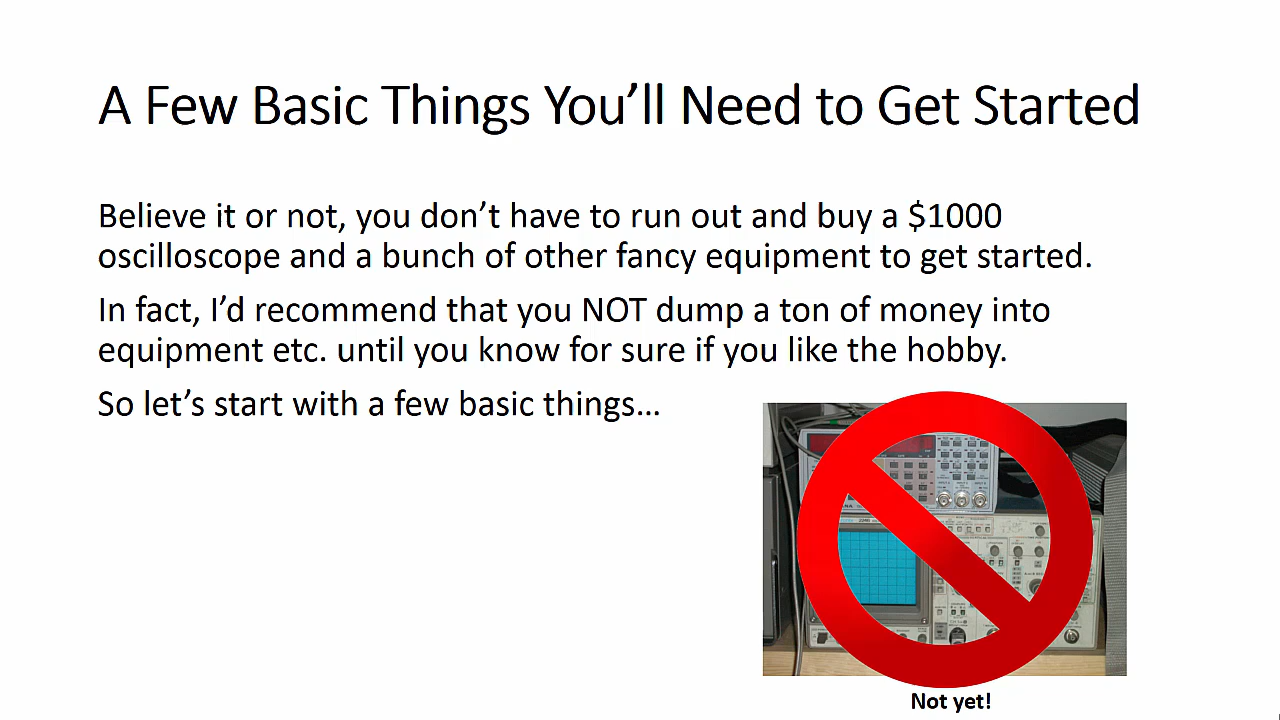 A Few Basic Things You’ll Need to Get Started
Believe it or not, you don’t have to run out and buy a $1000
oscilloscope and a bunch of other fancy equipment to get started.
In fact, I’d recommend that you NOT dump a ton of money into
equipment etc. until you know for sure if you like the hobby.
So let’s start with a few basic things…
Not yet!